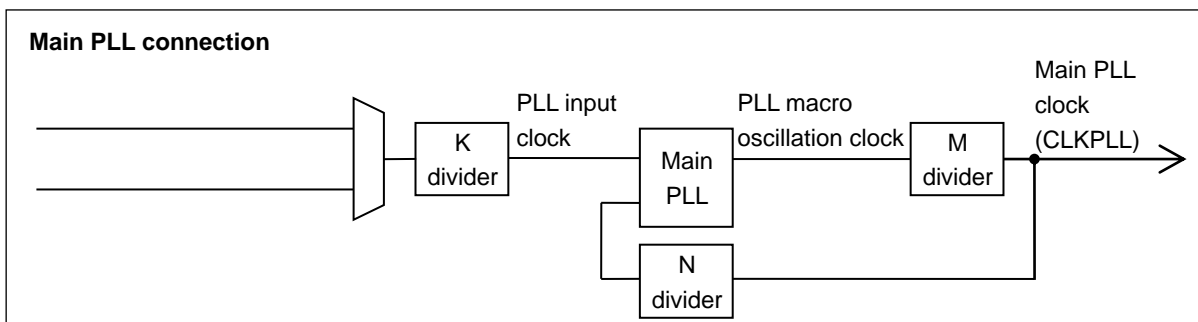 Main PLL connection
Main PLL
clock
(CLKPLL)
PLL input
clock
PLL macro
oscillation clock
K
divider
Main
PLL
M
divider
N
divider